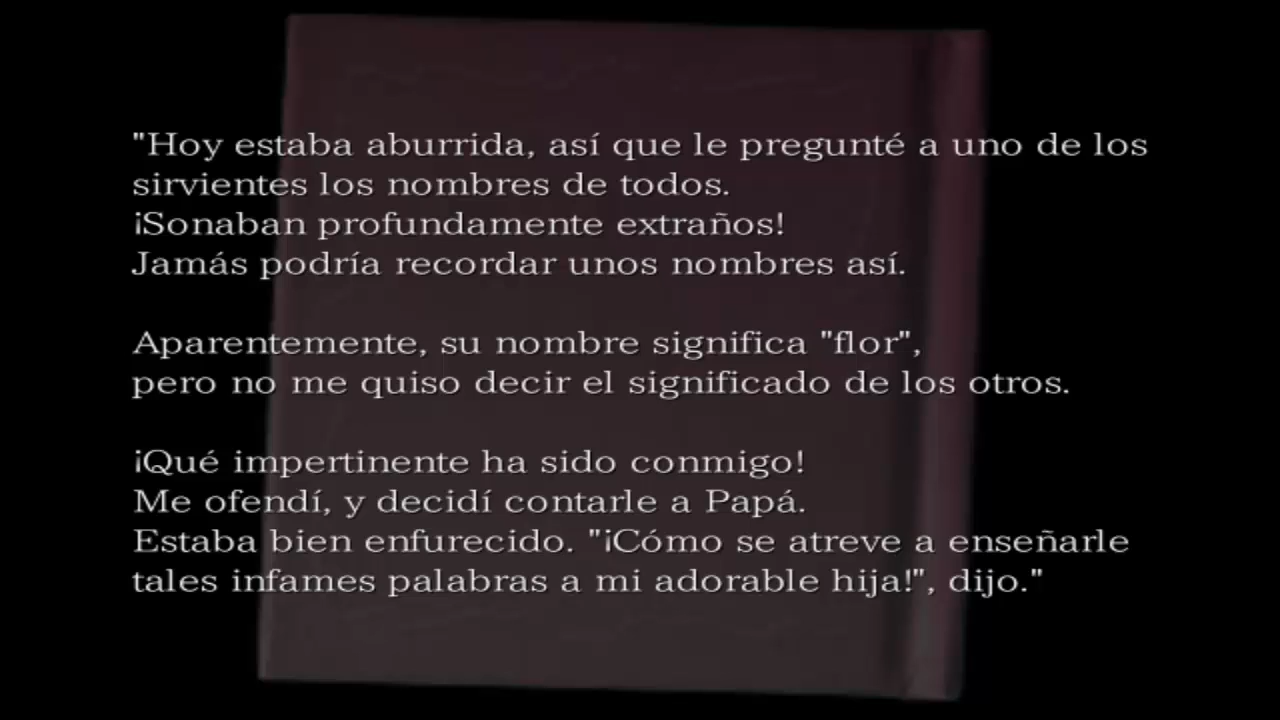 "Hoy estaba aburrida, así que le pregunté a uno de los
sirvientes los nombres de todos.
¡Sonaban profundamente extraños!
Jamás podría recordar unos nombres así.
Aparentemente, su nombre significa "flor",
pero no me quiso decir el significado de los otros.
¡Qué impertinente ha sido conmigo!
Me ofendí, y decidí contarle a Papá.
Estaba bien enfurecido. "¡Cómo se atreve a enseñarle
tales infames palabras a mi adorable hija!", dijo."